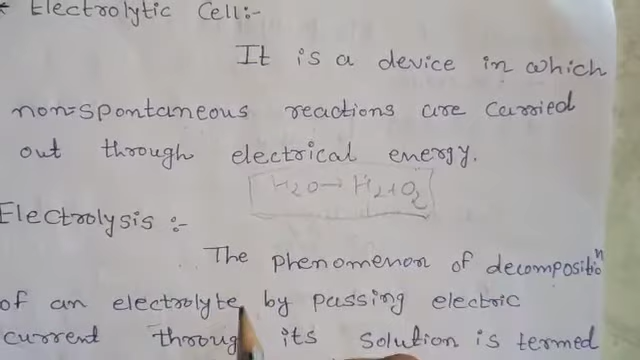 * Electrolytic Cell:-
It is a device in which
non=spontaneous reactions are carried
out through electrical energy.
H2O → H2+O2
Electrolysis :-
The phenomenon of decompositioⁿ
of an electrolyte by passing electric
current throug its solution is termed